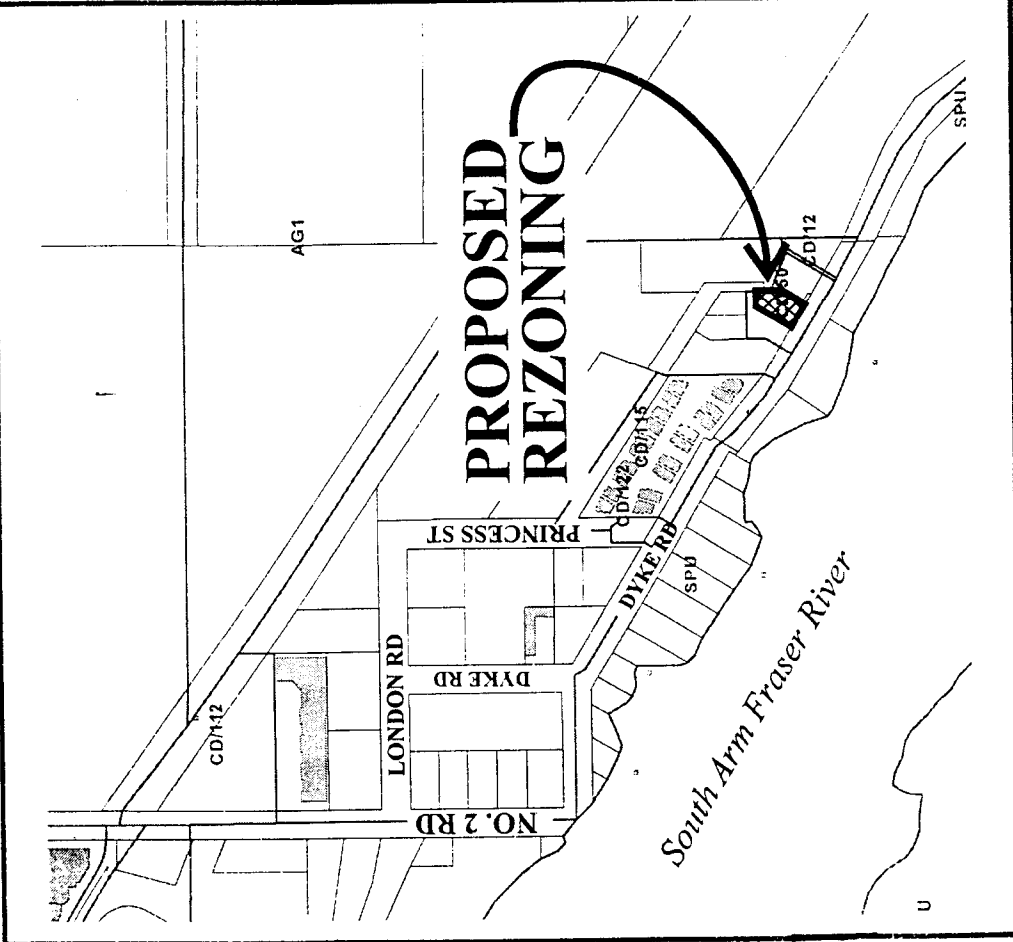 PROPOSED
REZONING
AG1
CD/112
LONDON RD
NO. 2 RD
DYKE RD
PRINCESS ST
CD/122
CD/115
DYKE RD
SPU
CD/12
SPU
South Arm Fraser River
U